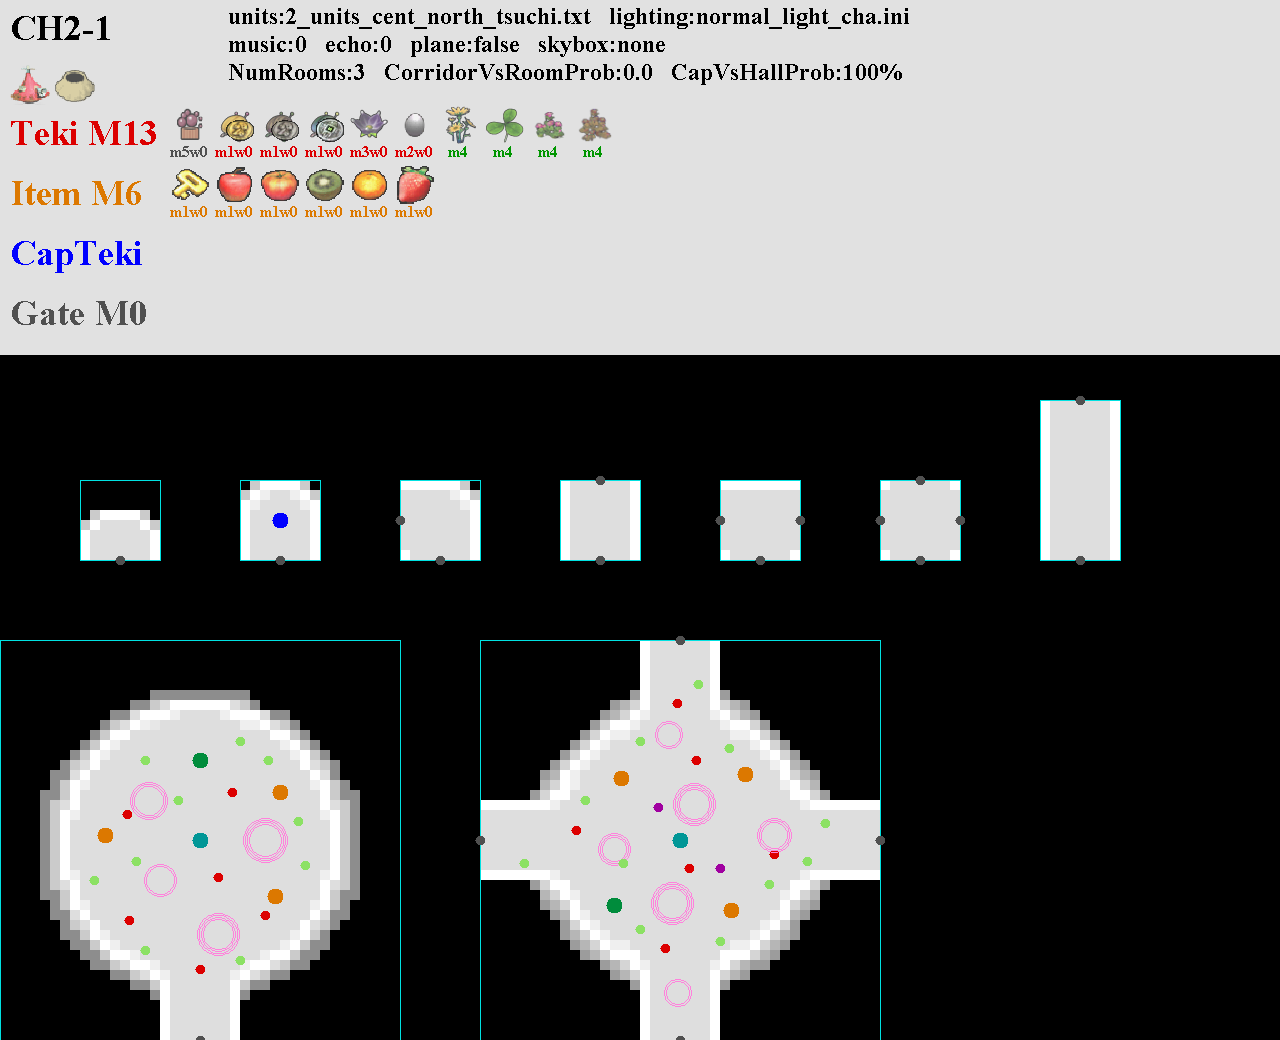 CH2-1
units:2_units_cent_north_tsuchi.txt lighting:normal_light_cha.ini
music:0 echo:0 plane:false skybox:none
NumRooms:3 CorridorVsRoomProb:0.0 CapVsHallProb:100%
Teki M13
m5w0 m1w0 m1w0 m1w0 m3w0 m2w0 m4 m4 m4 m4
Item M6
m1w0 m1w0 m1w0 m1w0 m1w0 m1w0
CapTeki
Gate M0